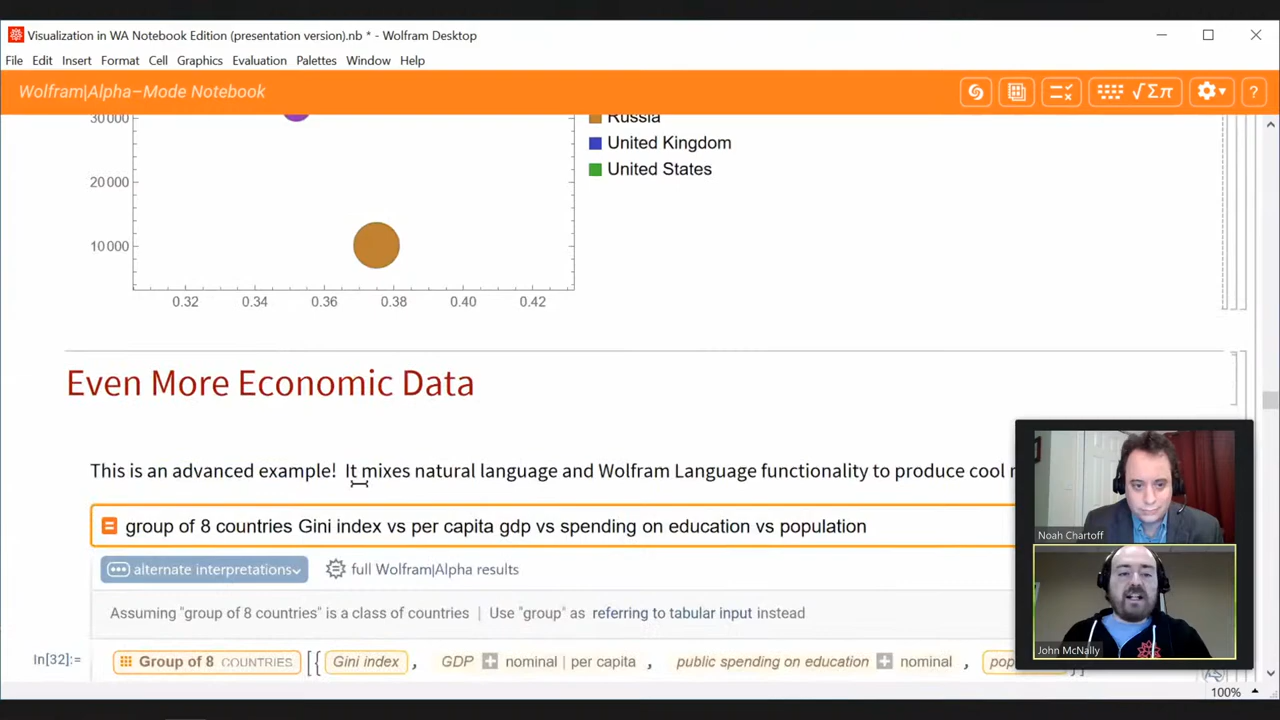 Visualization in WA Notebook Edition (presentation version).nb * - Wolfram Desktop
File Edit Insert Format Cell Graphics Evaluation Palettes Window Help
Wolfram|Alpha-Mode Notebook
√Σπ ?
30 000
20 000
10 000
0.32 0.34 0.36 0.38 0.40 0.42
Russia
United Kingdom
United States
Even More Economic Data
This is an advanced example! It mixes natural language and Wolfram Language functionality to produce cool
group of 8 countries Gini index vs per capita gdp vs spending on education vs population
alternate interpretations full Wolfram|Alpha results
Assuming "group of 8 countries" is a class of countries | Use "group" as referring to tabular input instead
In[32]:= Group of 8 COUNTRIES [{ Gini index , GDP nominal | per capita , public spending on education nominal ,
Noah Chartoff
John McNally
100%